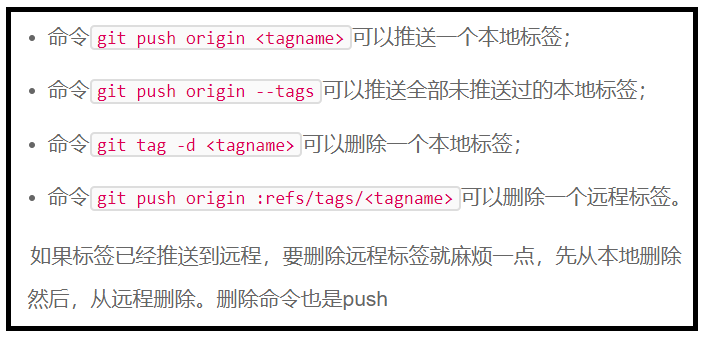 命令git push origin <tagname>可以推送一个本地标签；
命令git push origin --tags可以推送全部未推送过的本地标签；
命令git tag -d <tagname>可以删除一个本地标签；
命令git push origin :refs/tags/<tagname>可以删除一个远程标签。
如果标签已经推送到远程，要删除远程标签就麻烦一点，先从本地删除
然后，从远程删除。删除命令也是push